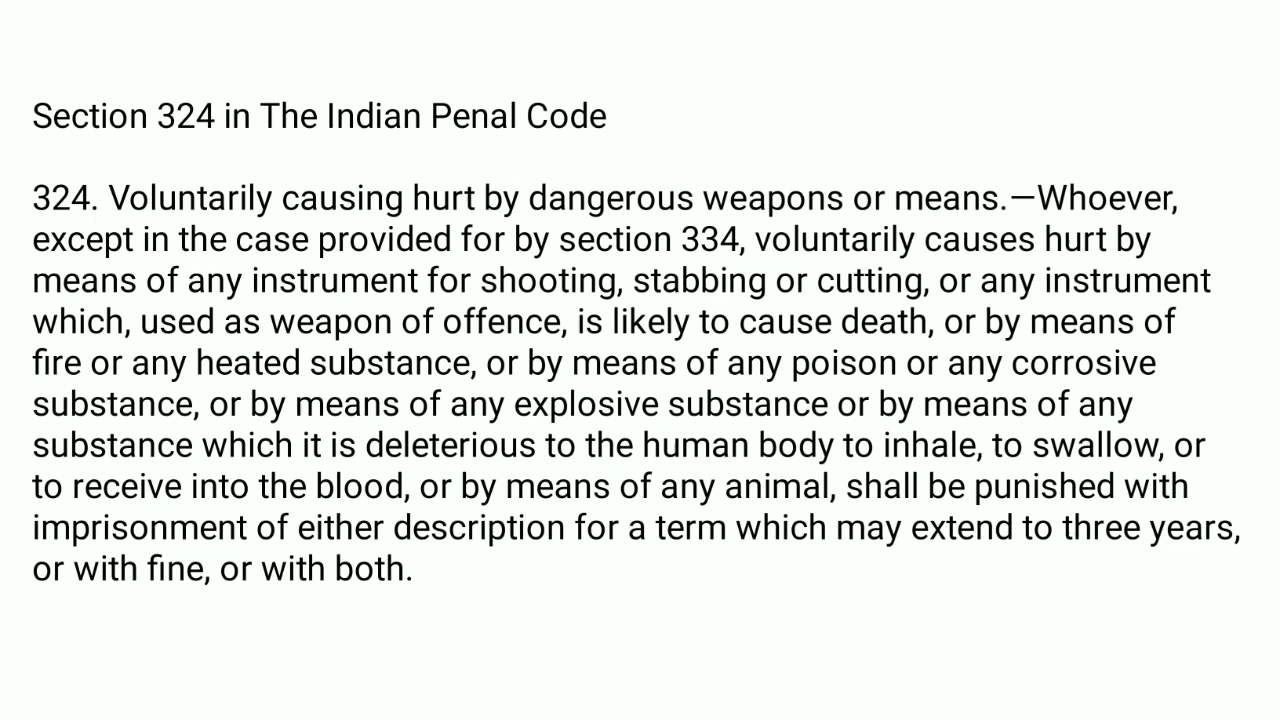 Section 324 in The Indian Penal Code
324. Voluntarily causing hurt by dangerous weapons or means.—Whoever,
except in the case provided for by section 334, voluntarily causes hurt by
means of any instrument for shooting, stabbing or cutting, or any instrument
which, used as weapon of offence, is likely to cause death, or by means of
fire or any heated substance, or by means of any poison or any corrosive
substance, or by means of any explosive substance or by means of any
substance which it is deleterious to the human body to inhale, to swallow, or
to receive into the blood, or by means of any animal, shall be punished with
imprisonment of either description for a term which may extend to three years,
or with fine, or with both.